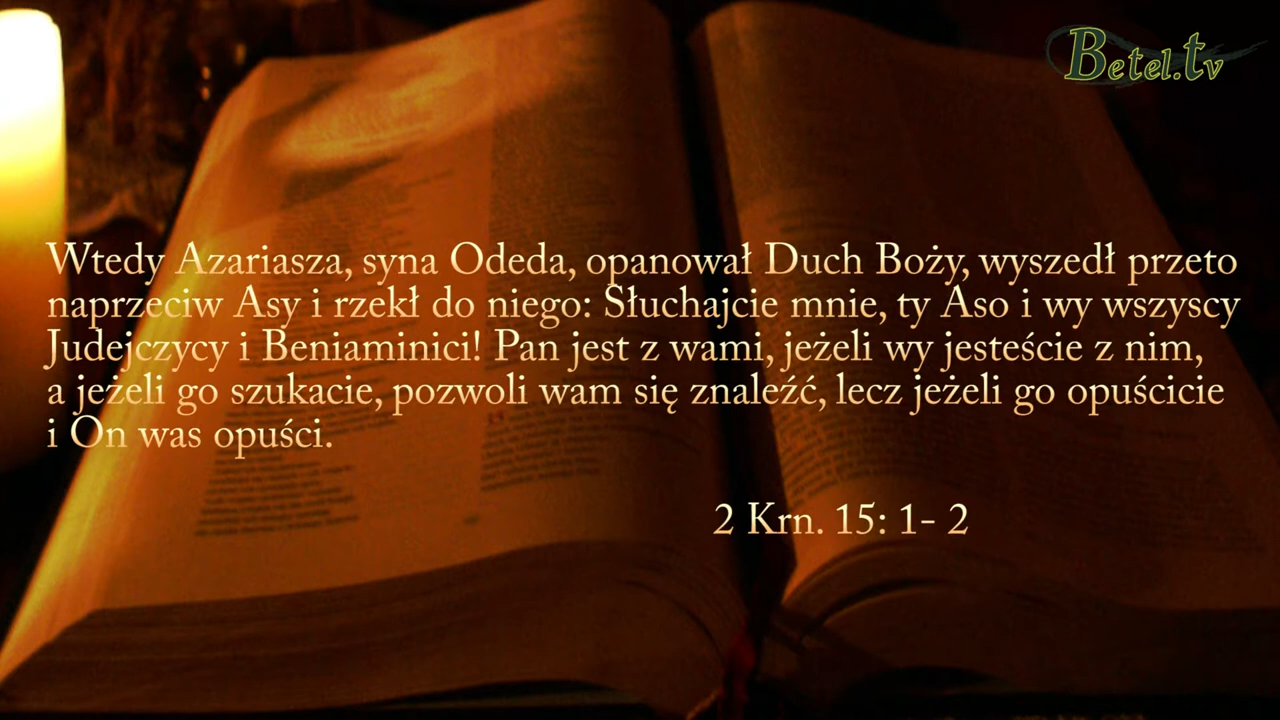 Betel.tv
Wtedy Azariasza, syna Odeda, opanował Duch Boży, wyszedł przeto
naprzeciw Asy i rzekł do niego: Słuchajcie mnie, ty Aso i wy wszyscy
Judejczycy i Beniaminici! Pan jest z wami, jeżeli wy jesteście z nim,
a jeżeli go szukacie, pozwoli wam się znaleźć, lecz jeżeli go opuścicie
i On was opuści.
2 Krn. 15: 1- 2